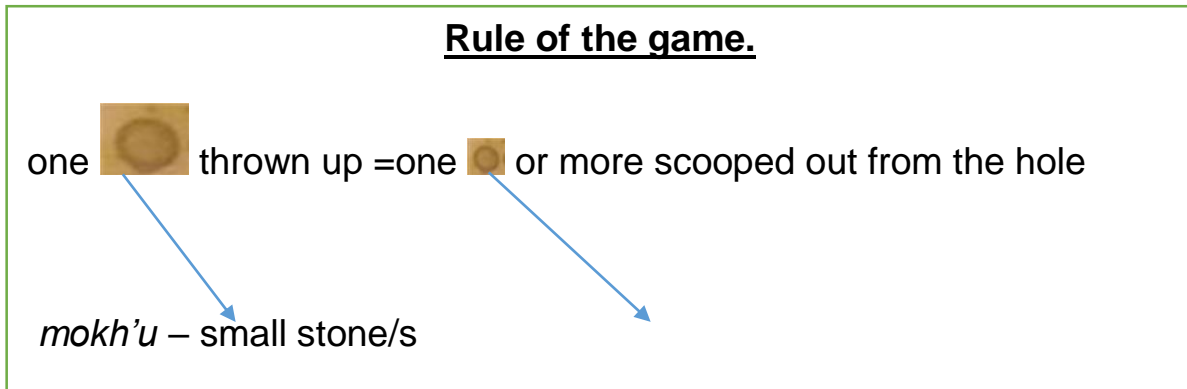 Rule of the game.
one thrown up =one or more scooped out from the hole
mokh'u – small stone/s